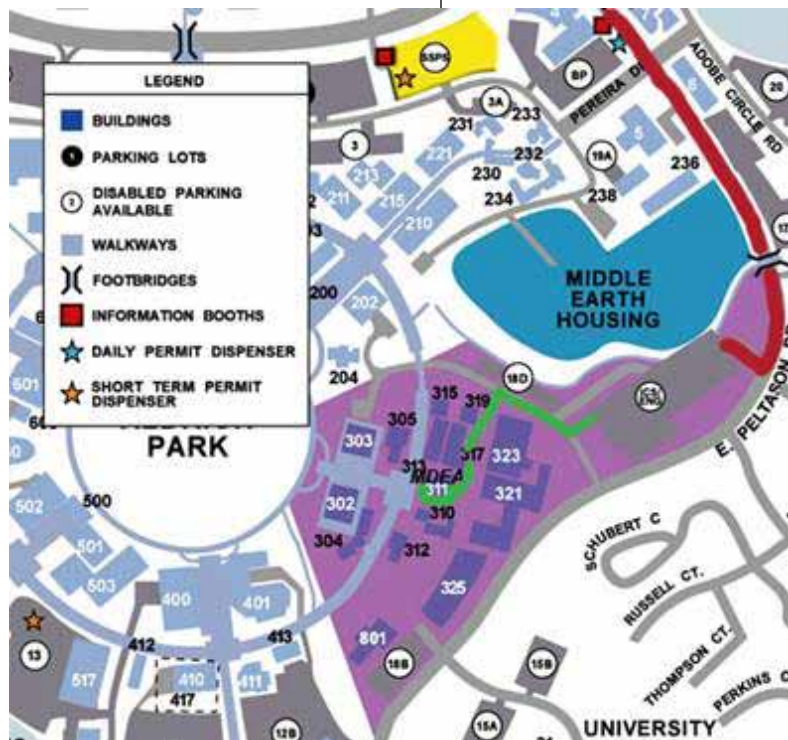 LEGEND
BUILDINGS
PARKING LOTS
DISABLED PARKING
AVAILABLE
WALKWAYS
FOOTBRIDGES
INFORMATION BOOTHS
DAILY PERMIT DISPENSER
SHORT TERM PERMIT
DISPENSER
SSPS
BP
PEREIRA
ADOBE CIRCLE RD
20
3A
231
233
3
221
5
6
19A
232
236
213
211
215
230
210
234
238
17
200
202
MIDDLE
EARTH
HOUSING
204
18D
315
319
305
303
313
317
323
MDEA
311
321
302
310
304
312
325
E. PELTASON
PARK
601
500
502
501
503
400
401
412
413
13
517
410
411
417
12B
801
18B
15B
15A
SCHUBERT C
RUSSELL CT.
THOMPSON CT.
PERKINS C
UNIVERSITY